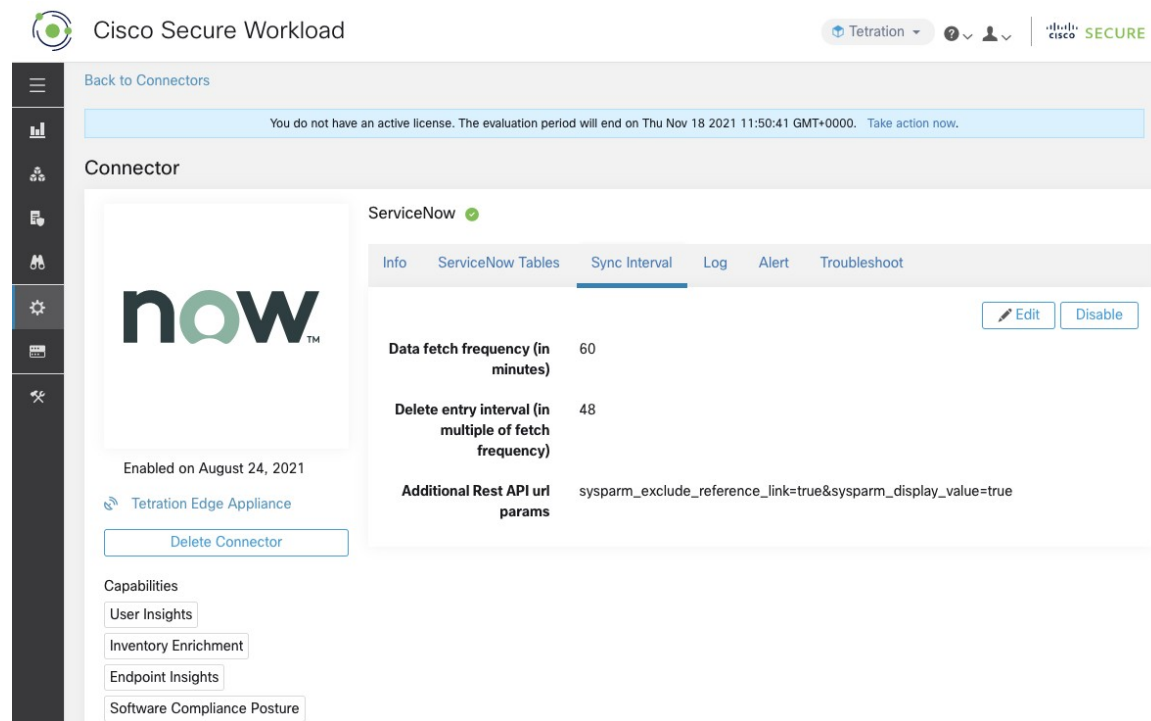 Cisco Secure Workload
Tetration
CISCO SECURE
Back to Connectors
You do not have an active license. The evaluation period will end on Thu Nov 18 2021 11:50:41 GMT+0000. Take action now.
Connector
now™
ServiceNow
Info ServiceNow Tables Sync Interval Log Alert Troubleshoot
Edit Disable
Data fetch frequency (in
minutes)
60
Delete entry interval (in
multiple of fetch
frequency)
48
Additional Rest API url
params
sysparm_exclude_reference_link=true&sysparm_display_value=true
Enabled on August 24, 2021
Tetration Edge Appliance
Delete Connector
Capabilities
User Insights
Inventory Enrichment
Endpoint Insights
Software Compliance Posture